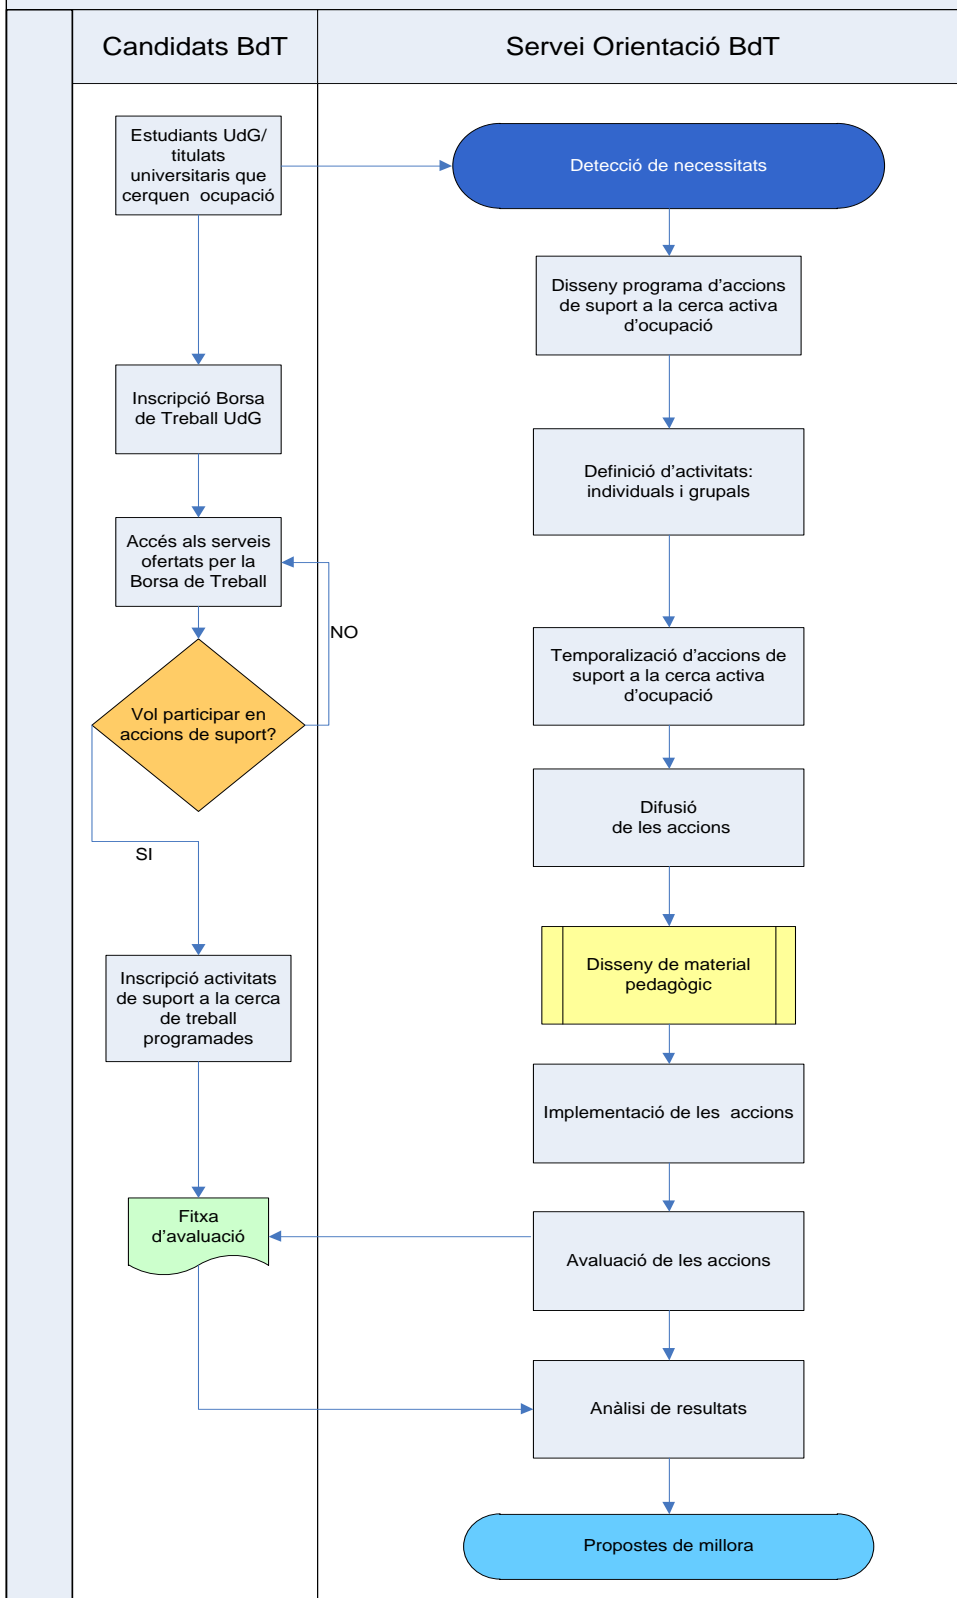 Candidats BdT
Servei Orientació BdT
Estudiants UdG/
titulats
universitaris que
cerquen ocupació
Detecció de necessitats
Disseny programa d'accions
de suport a la cerca activa
d'ocupació
Inscripció Borsa
de Treball UdG
Definició d'activitats:
individuals i grupals
Accés als serveis
ofertats per la
Borsa de Treball
NO
Temporalització d'accions de
suport a la cerca activa
d'ocupació
Vol participar en
accions de suport?
Difusió
de les accions
SI
Disseny de material
pedagògic
Inscripció activitats
de suport a la cerca
de treball
programades
Implementació de les accions
Fitxa
d'avaluació
Avaluació de les accions
Anàlisi de resultats
Propostes de millora